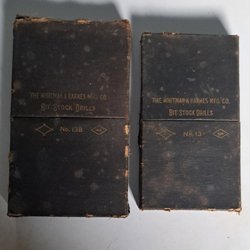 THE WHITMAN & BARNES MFG. CO.
BIT STOCK DRILLS
No. 13B
THE WHITMAN & BARNES MFG. CO.
BIT STOCK DRILLS
No. 13